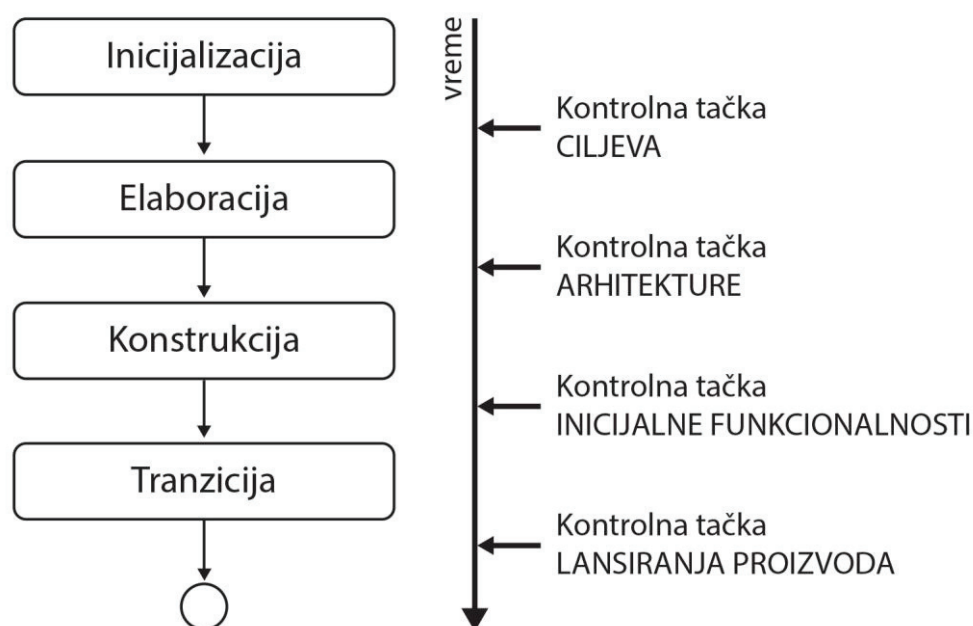 Inicijalizacija
Elaboracija
Konstrukcija
Tranzicija
vreme
Kontrolna tačka
CILJEVA
Kontrolna tačka
ARHITEKTURE
Kontrolna tačka
INICIJALNE FUNKCIONALNOSTI
Kontrolna tačka
LANSIRANJA PROIZVODA